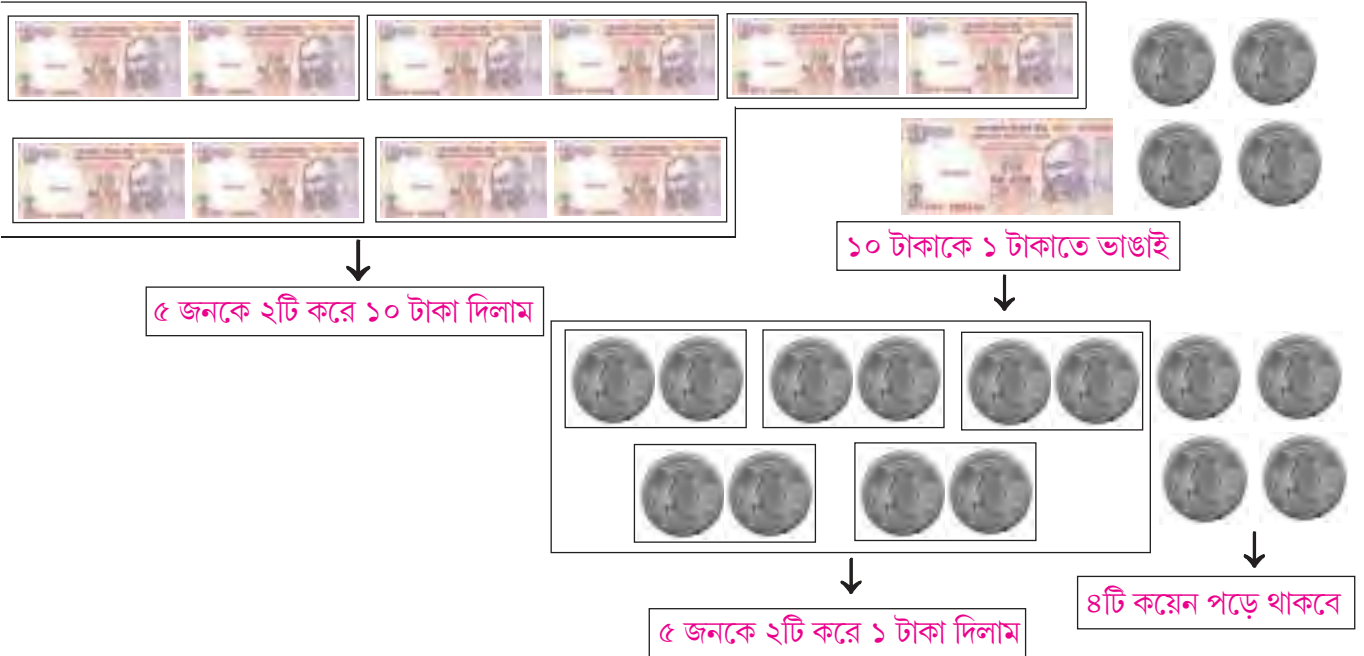 ১০ টাকাকে ১ টাকাতে ভাঙাই
৫ জনকে ২টি করে ১০ টাকা দিলাম
৪টি কয়েন পড়ে থাকবে
৫ জনকে ২টি করে ১ টাকা দিলাম